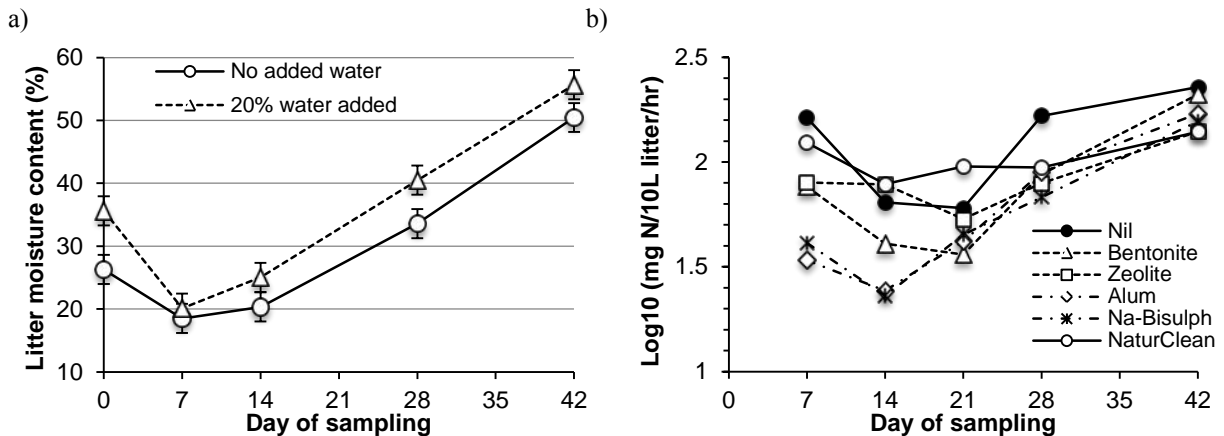 a)
60
50
40
30
20
10
Litter moisture content (%)
No added water
20% water added
0 7 14 21 28 35 42
Day of sampling
b)
2.5
2
1.5
1
Log10 (mg N/10L litter/hr)
Nil
Bentonite
Zeolite
Alum
Na-Bisulph
NaturClean
0 7 14 21 28 35 42
Day of sampling